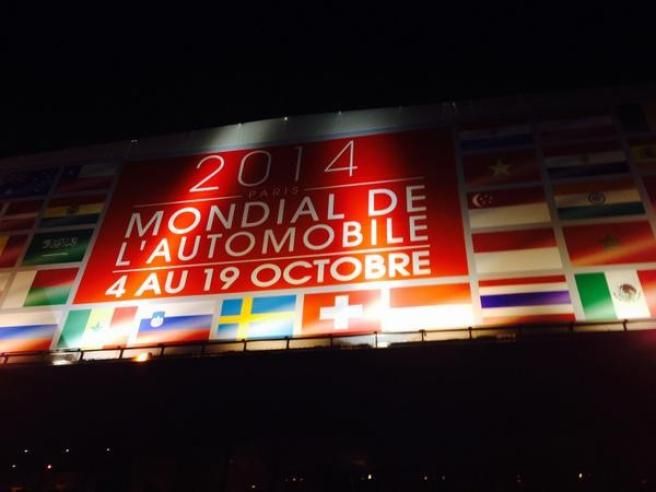 2014
PARIS
MONDIAL DE
L'AUTOMOBILE
4 AU 19 OCTOBRE